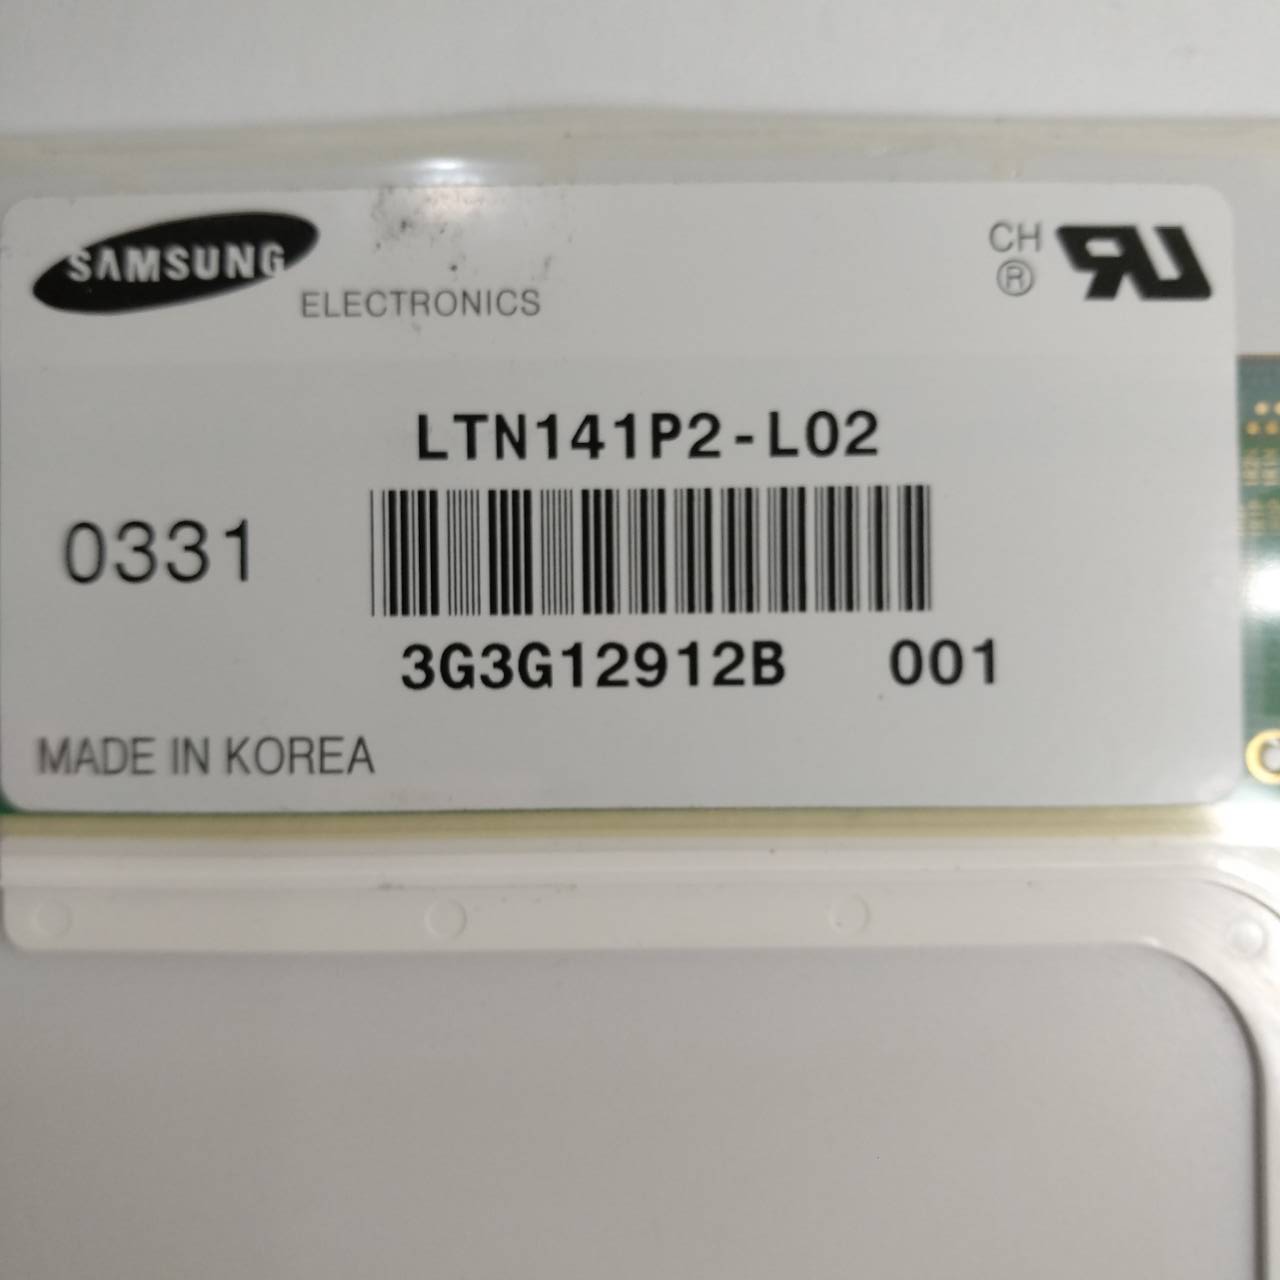 SAMSUNG
ELECTRONICS
CH
®
LTN141P2-L02
0331
3G3G12912B 001
MADE IN KOREA